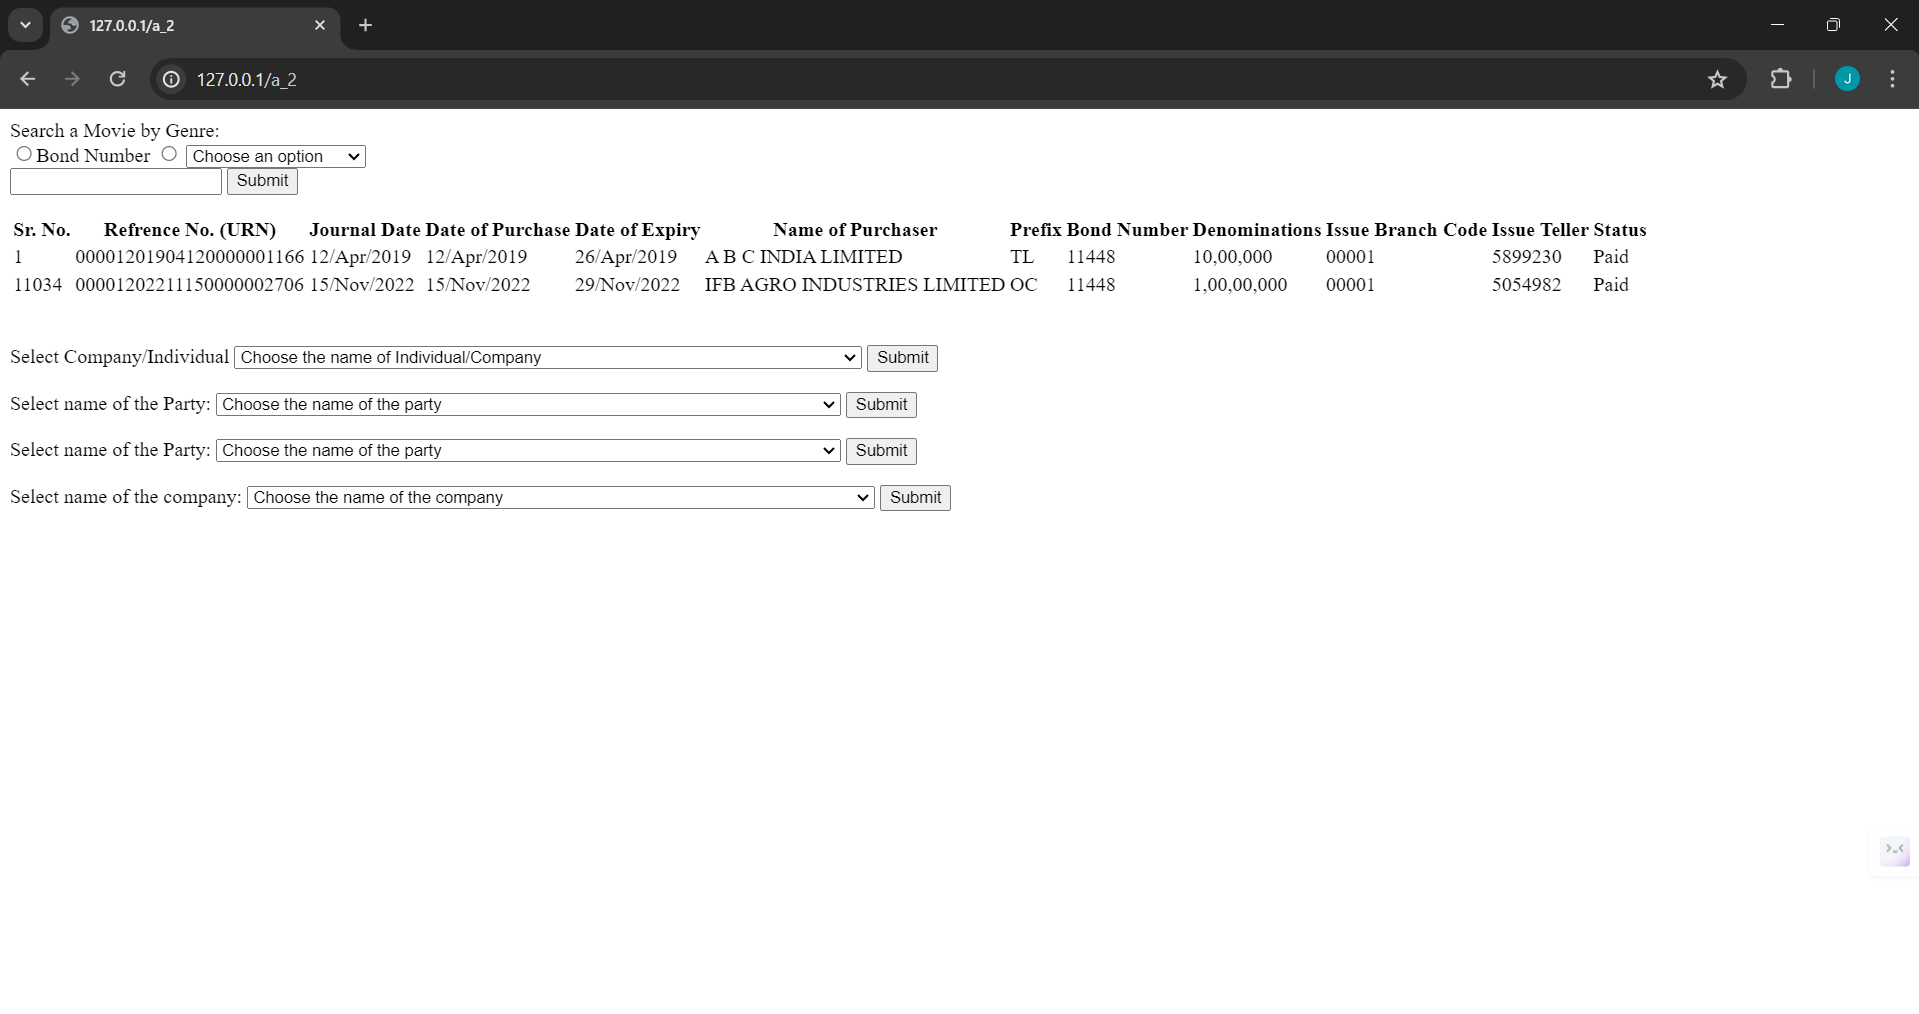 127.0.0.1/a_2
127.0.0.1/a_2
J
Search a Movie by Genre:
Bond Number Choose an option
Submit
Sr. No. Refrence No. (URN) Journal Date Date of Purchase Date of Expiry Name of Purchaser Prefix Bond Number Denominations Issue Branch Code Issue Teller Status
1 00001201904120000001166 12/Apr/2019 12/Apr/2019 26/Apr/2019 A B C INDIA LIMITED TL 11448 10,00,000 00001 5899230 Paid
11034 00001202211150000002706 15/Nov/2022 15/Nov/2022 29/Nov/2022 IFB AGRO INDUSTRIES LIMITED OC 11448 1,00,00,000 00001 5054982 Paid
Select Company/Individual Choose the name of Individual/Company Submit
Select name of the Party: Choose the name of the party Submit
Select name of the Party: Choose the name of the party Submit
Select name of the company: Choose the name of the company Submit